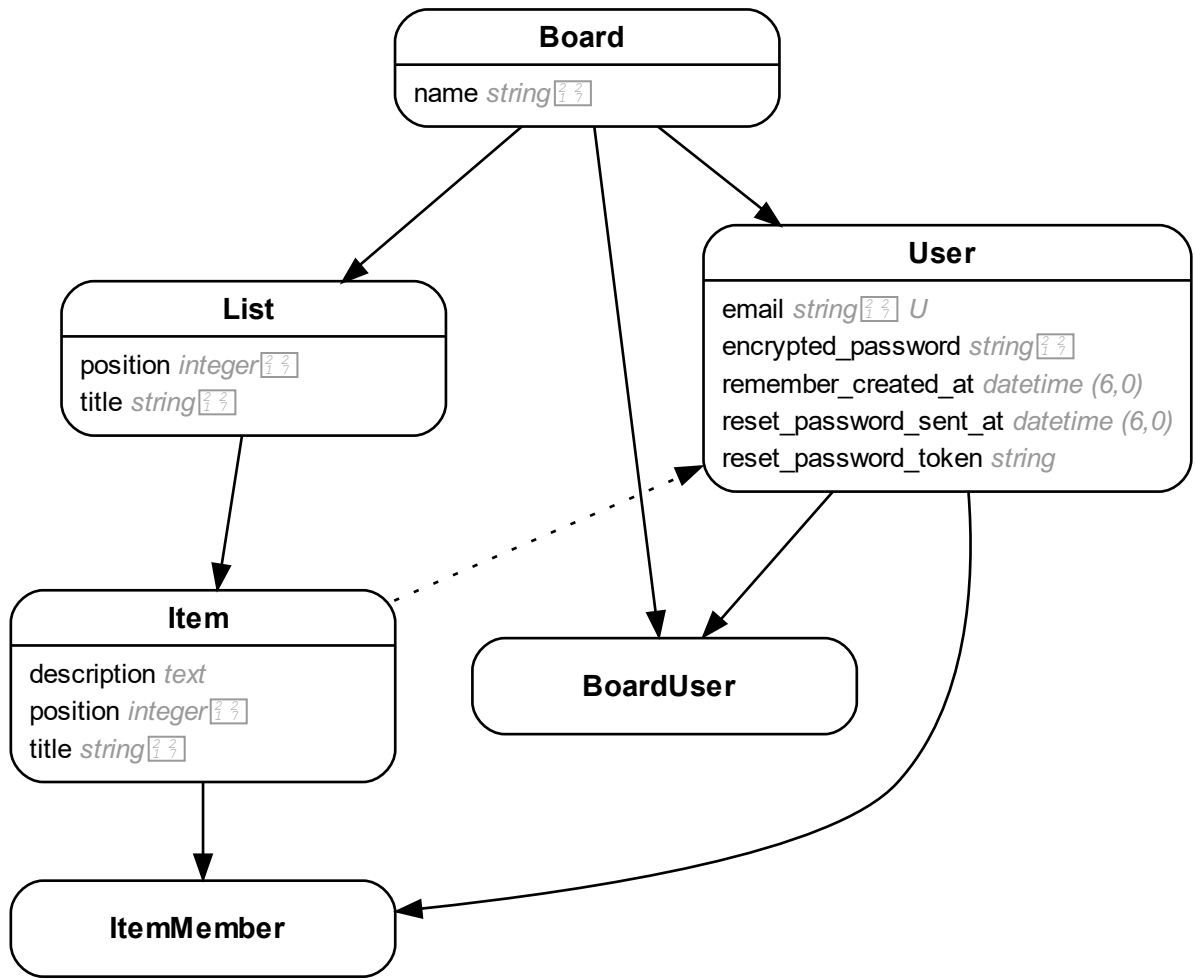 Board
name string
User
email string U
encrypted_password string
remember_created_at datetime (6,0)
reset_password_sent_at datetime (6,0)
reset_password_token string
List
position integer
title string
Item
description text
position integer
title string
BoardUser
ItemMember